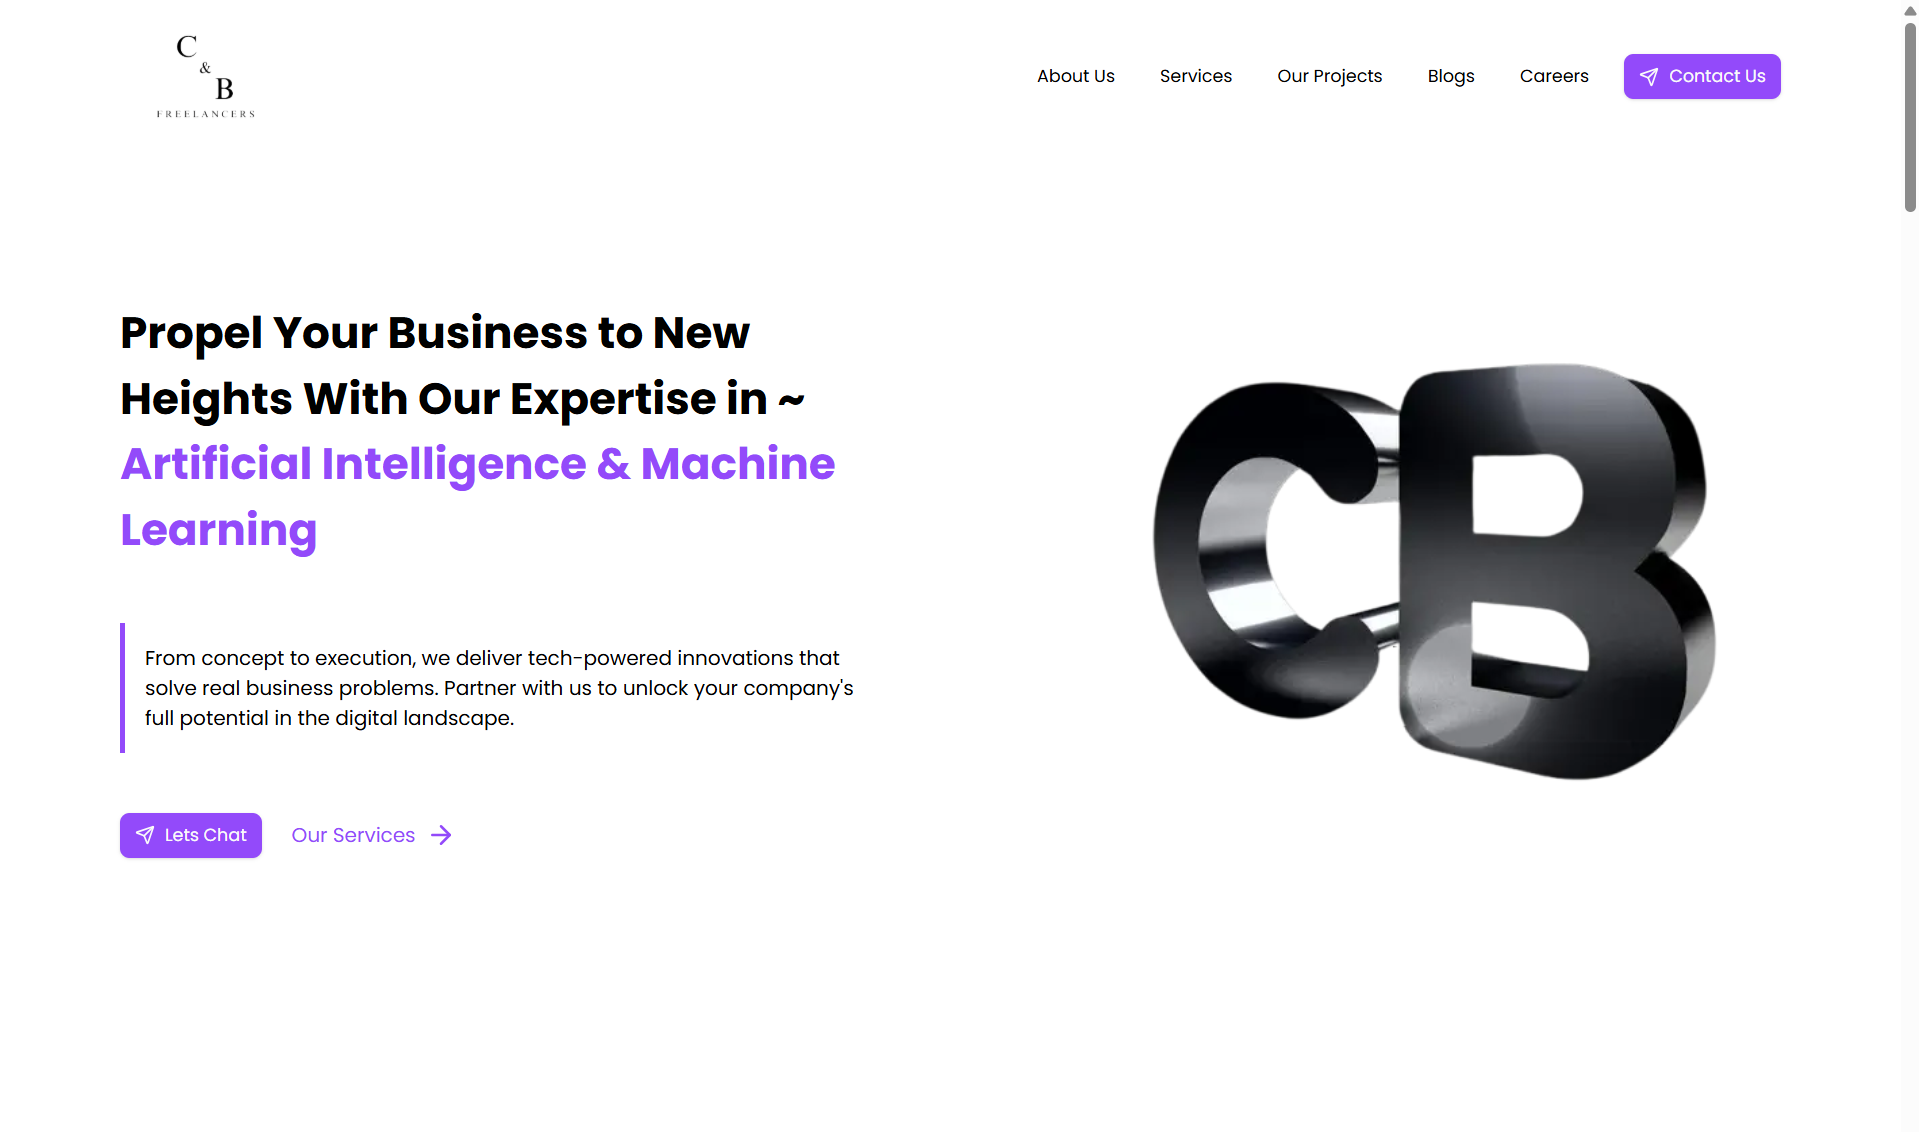 C
&
B
FREELANCERS
About Us
Services
Our Projects
Blogs
Careers
Contact Us
Propel Your Business to New
Heights With Our Expertise in ~
Artificial Intelligence & Machine
Learning
From concept to execution, we deliver tech-powered innovations that
solve real business problems. Partner with us to unlock your company's
full potential in the digital landscape.
Lets Chat
Our Services
CB